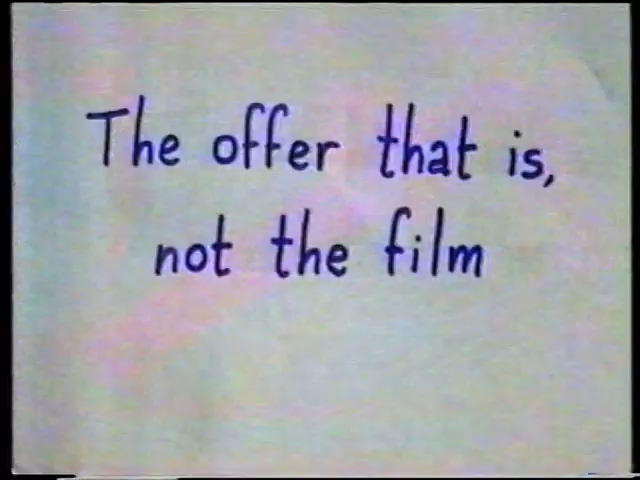 The offer that is,
not the film